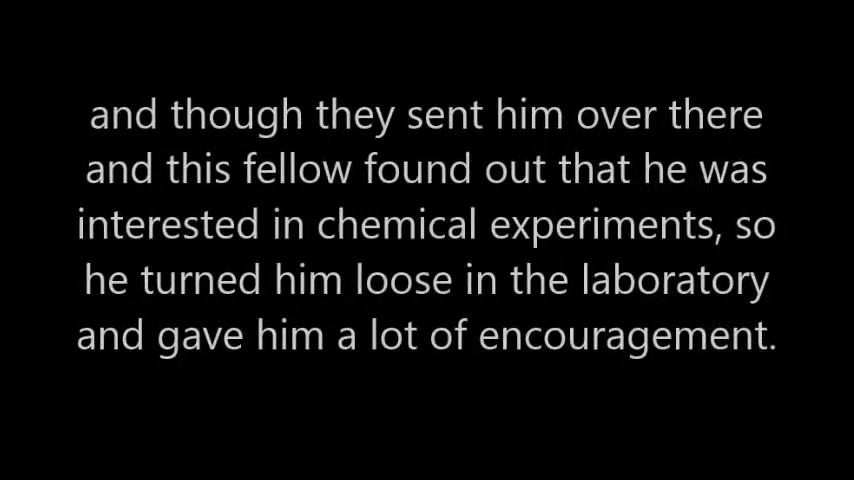 and though they sent him over there
and this fellow found out that he was
interested in chemical experiments, so
he turned him loose in the laboratory
and gave him a lot of encouragement.